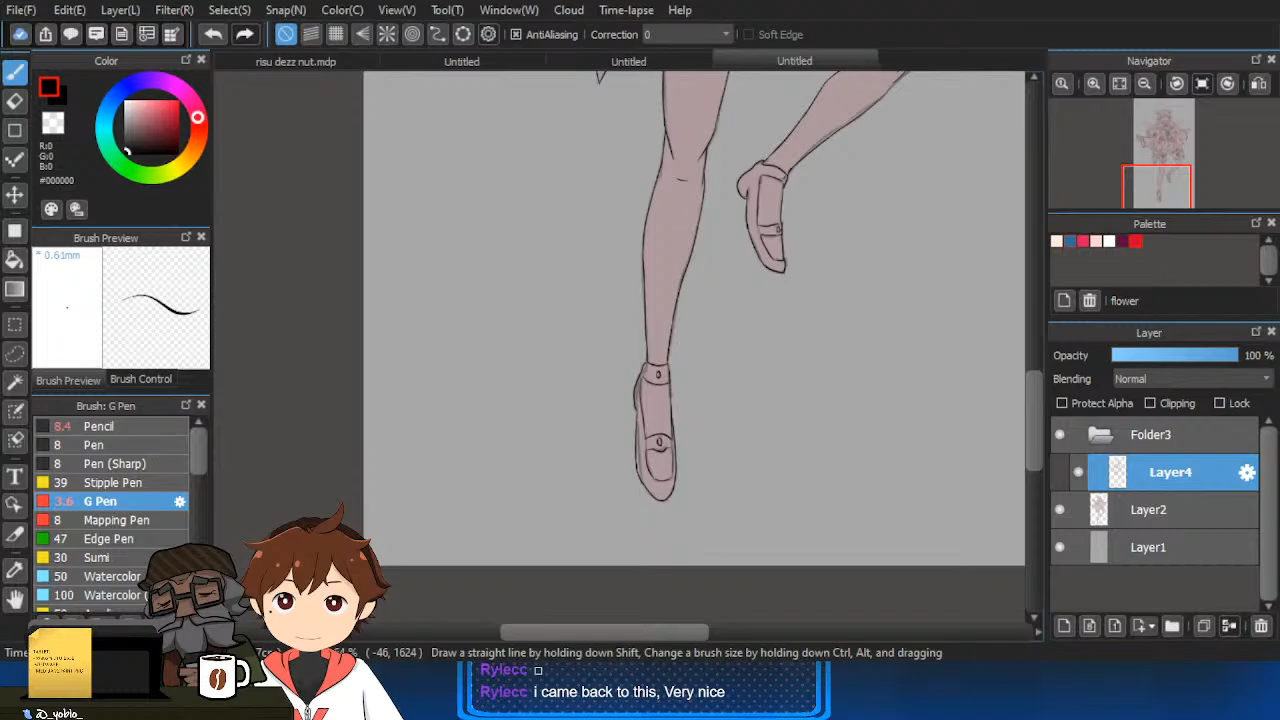 File(F) Edit(E) Layer(L) Filter(R) Select(S) Snap(N) Color(C) View(V) Tool(T) Window(W) Cloud Time-lapse Help
AntiAliasing Correction 0 Soft Edge
Color
risu dezz nut.mdp Untitled Untitled Untitled
Navigator
R:0
G:0
B:0
#000000
Brush Preview
0.61mm
Brush Preview Brush Control
Brush: G Pen
8.4 Pencil
8 Pen
8 Pen (Sharp)
39 Stipple Pen
3.6 G Pen
8 Mapping Pen
47 Edge Pen
30 Sumi
50 Watercolor
100 Watercolor
Palette
flower
Layer
Opacity 100 %
Blending Normal
Protect Alpha Clipping Lock
Folder3
Layer4
Layer2
Layer1
(-46, 1624) Draw a straight line by holding down Shift, Change a brush size by holding down Ctrl, Alt, and dragging
Rylecc
Rylecc i came back to this, Very nice